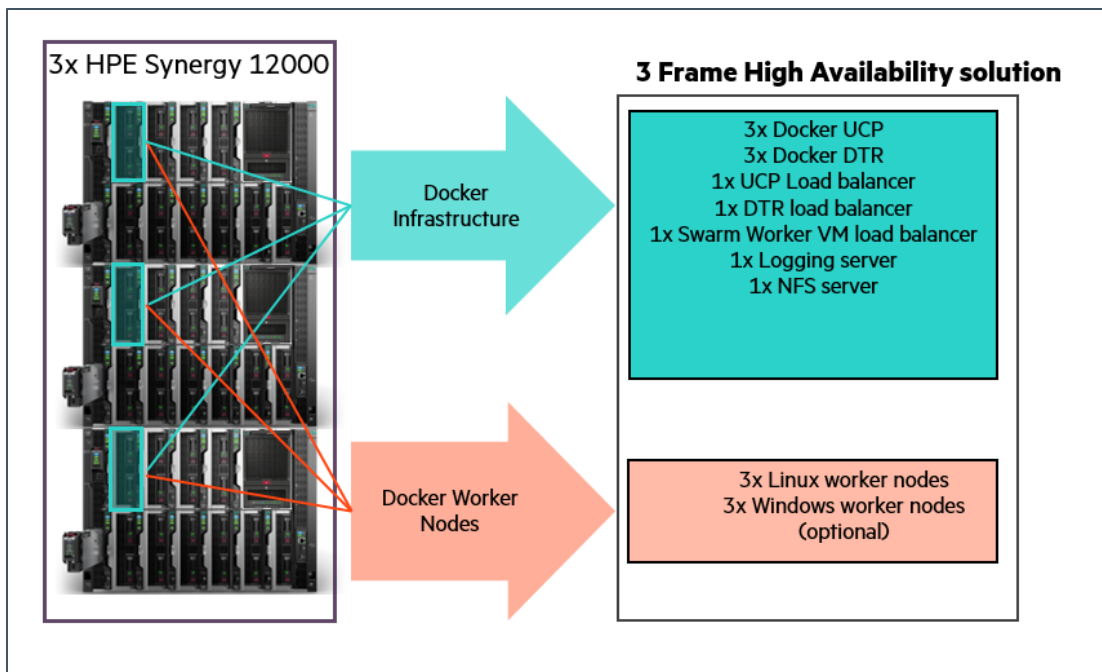 3x HPE Synergy 12000
3 Frame High Availability solution
Docker
Infrastructure
3x Docker UCP
3x Docker DTR
1x UCP Load balancer
1x DTR load balancer
1x Swarm Worker VM load balancer
1x Logging server
1x NFS server
Docker Worker
Nodes
3x Linux worker nodes
3x Windows worker nodes
(optional)